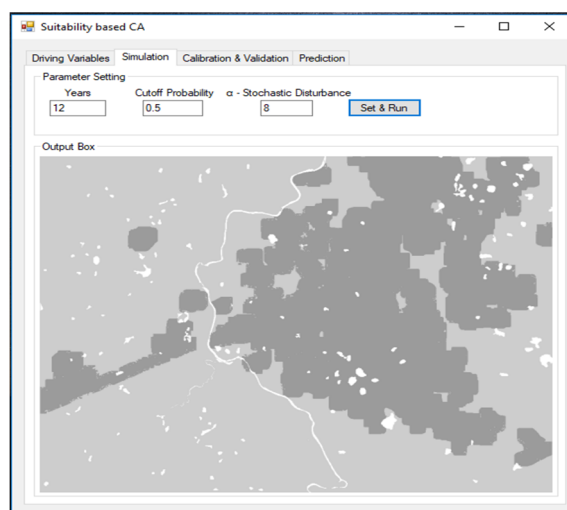 Suitability based CA
Driving Variables Simulation Calibration & Validation Prediction
Parameter Setting
Years Cutoff Probability α - Stochastic Disturbance
12 0.5 8 Set & Run
Output Box